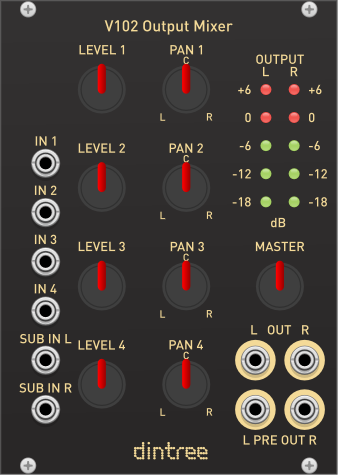 V102 Output Mixer
LEVEL 1 PAN 1
C
L R
OUTPUT
L R
+6 +6
0 0
-6 -6
-12 -12
-18 -18
dB
IN 1
LEVEL 2 PAN 2
C
L R
IN 2
IN 3
LEVEL 3 PAN 3
C
L R
MASTER
IN 4
SUB IN L
LEVEL 4 PAN 4
C
L R
SUB IN R
L OUT R
L PRE OUT R
dintree